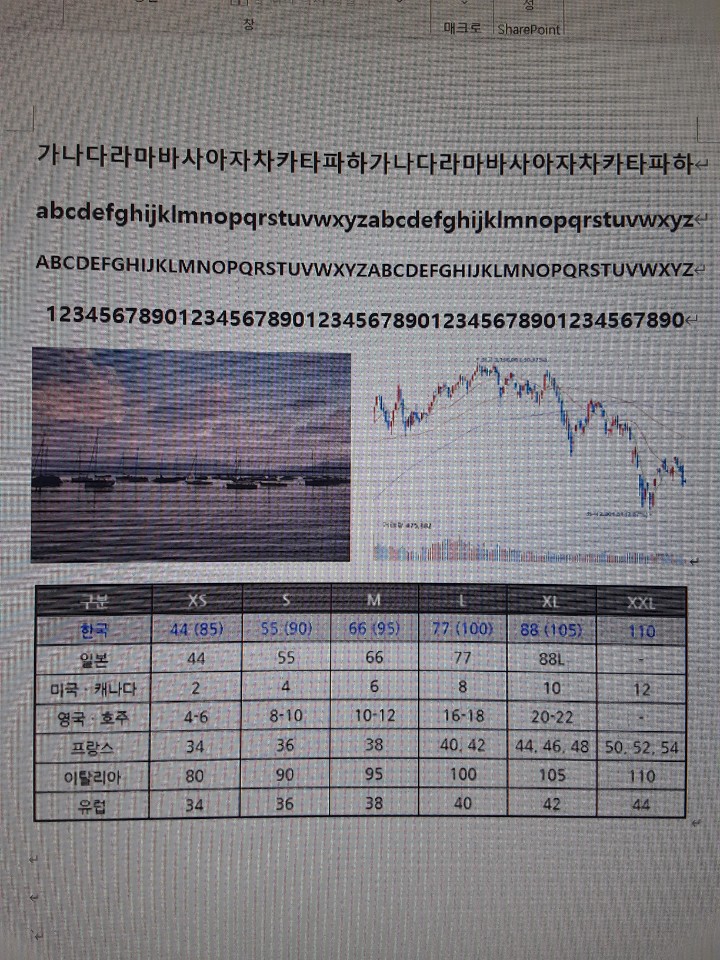 창
매크로
SharePoint
가나다라마바사아자차카타파하가나다라마바사아자차카타파하
abcdefghijklmnopqrstuvwxyzabcdefghijklmnopqrstuvwxyz
ABCDEFGHIJKLMNOPQRSTUVWXYZABCDEFGHIJKLMNOPQRSTUVWXYZ
12345678901234567890123456789012345678901234567890
구분 XS S M L XL XXL
한국 44 (85) 55 (90) 66 (95) 77 (100) 88 (105) 110
일본 44 55 66 77 88L -
미국 · 캐나다 2 4 6 8 10 12
영국 · 호주 4-6 8-10 10-12 16-18 20-22 -
프랑스 34 36 38 40, 42 44, 46, 48 50, 52, 54
이탈리아 80 90 95 100 105 110
유럽 34 36 38 40 42 44